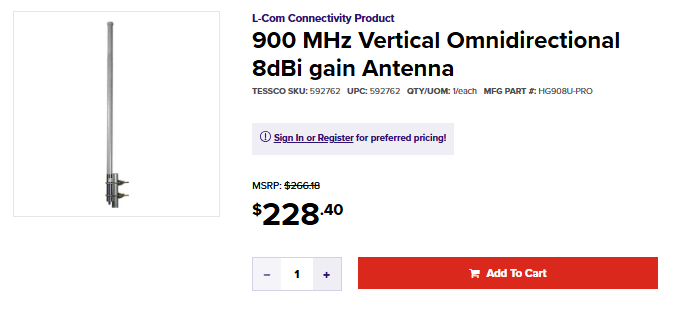 L-Com Connectivity Product
900 MHz Vertical Omnidirectional
8dBi gain Antenna
TESSCO SKU: 592762 UPC: 592762 QTY/UOM: 1/each MFG PART #: HG908U-PRO
Sign In or Register for preferred pricing!
MSRP: $266.18
$228.40
- 1 +
Add To Cart